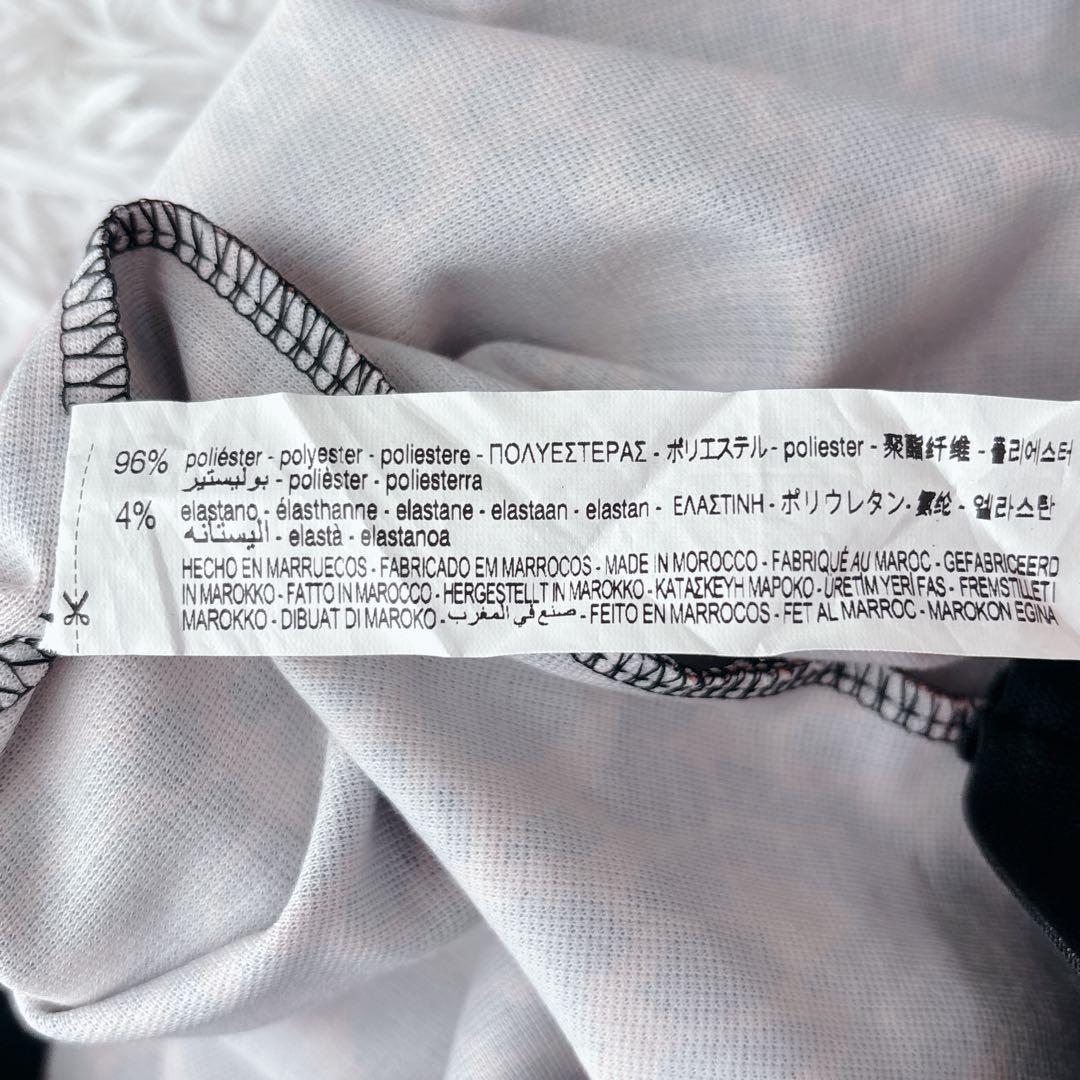 96% poliéster - polyester - poliestere - ΠΟΛΥΕΣΤΕΡΑΣ - ポリエステル - poliester - 聚酯纤维 - 폴리에스터
بوليستير - polièster - poliesterra
4% elastano - élasthanne - elastane - elastaan - elastan - ΕΛΑΣΤΙΝΗ - ポリウレタン - 氨纶 - 엘라스탄
اليستانه - elastà - elastanoa
HECHO EN MARRUECOS - FABRICADO EM MARROCOS - MADE IN MOROCCO - FABRIQUÉ AU MAROC - GEFABRICEERD
IN MAROKKO - FATTO IN MAROCCO - HERGESTELLT IN MAROKKO - ΚΑΤΑΣΚΕΥΗ ΜΑΡΟΚΟ - ÜRETİM YERİ FAS - FREMSTILLET I
MAROKKO - DIBUAT DI MAROKO - صنع في المغرب - FEITO EN MARROCOS - FET AL MARROC - MAROKON EGINA